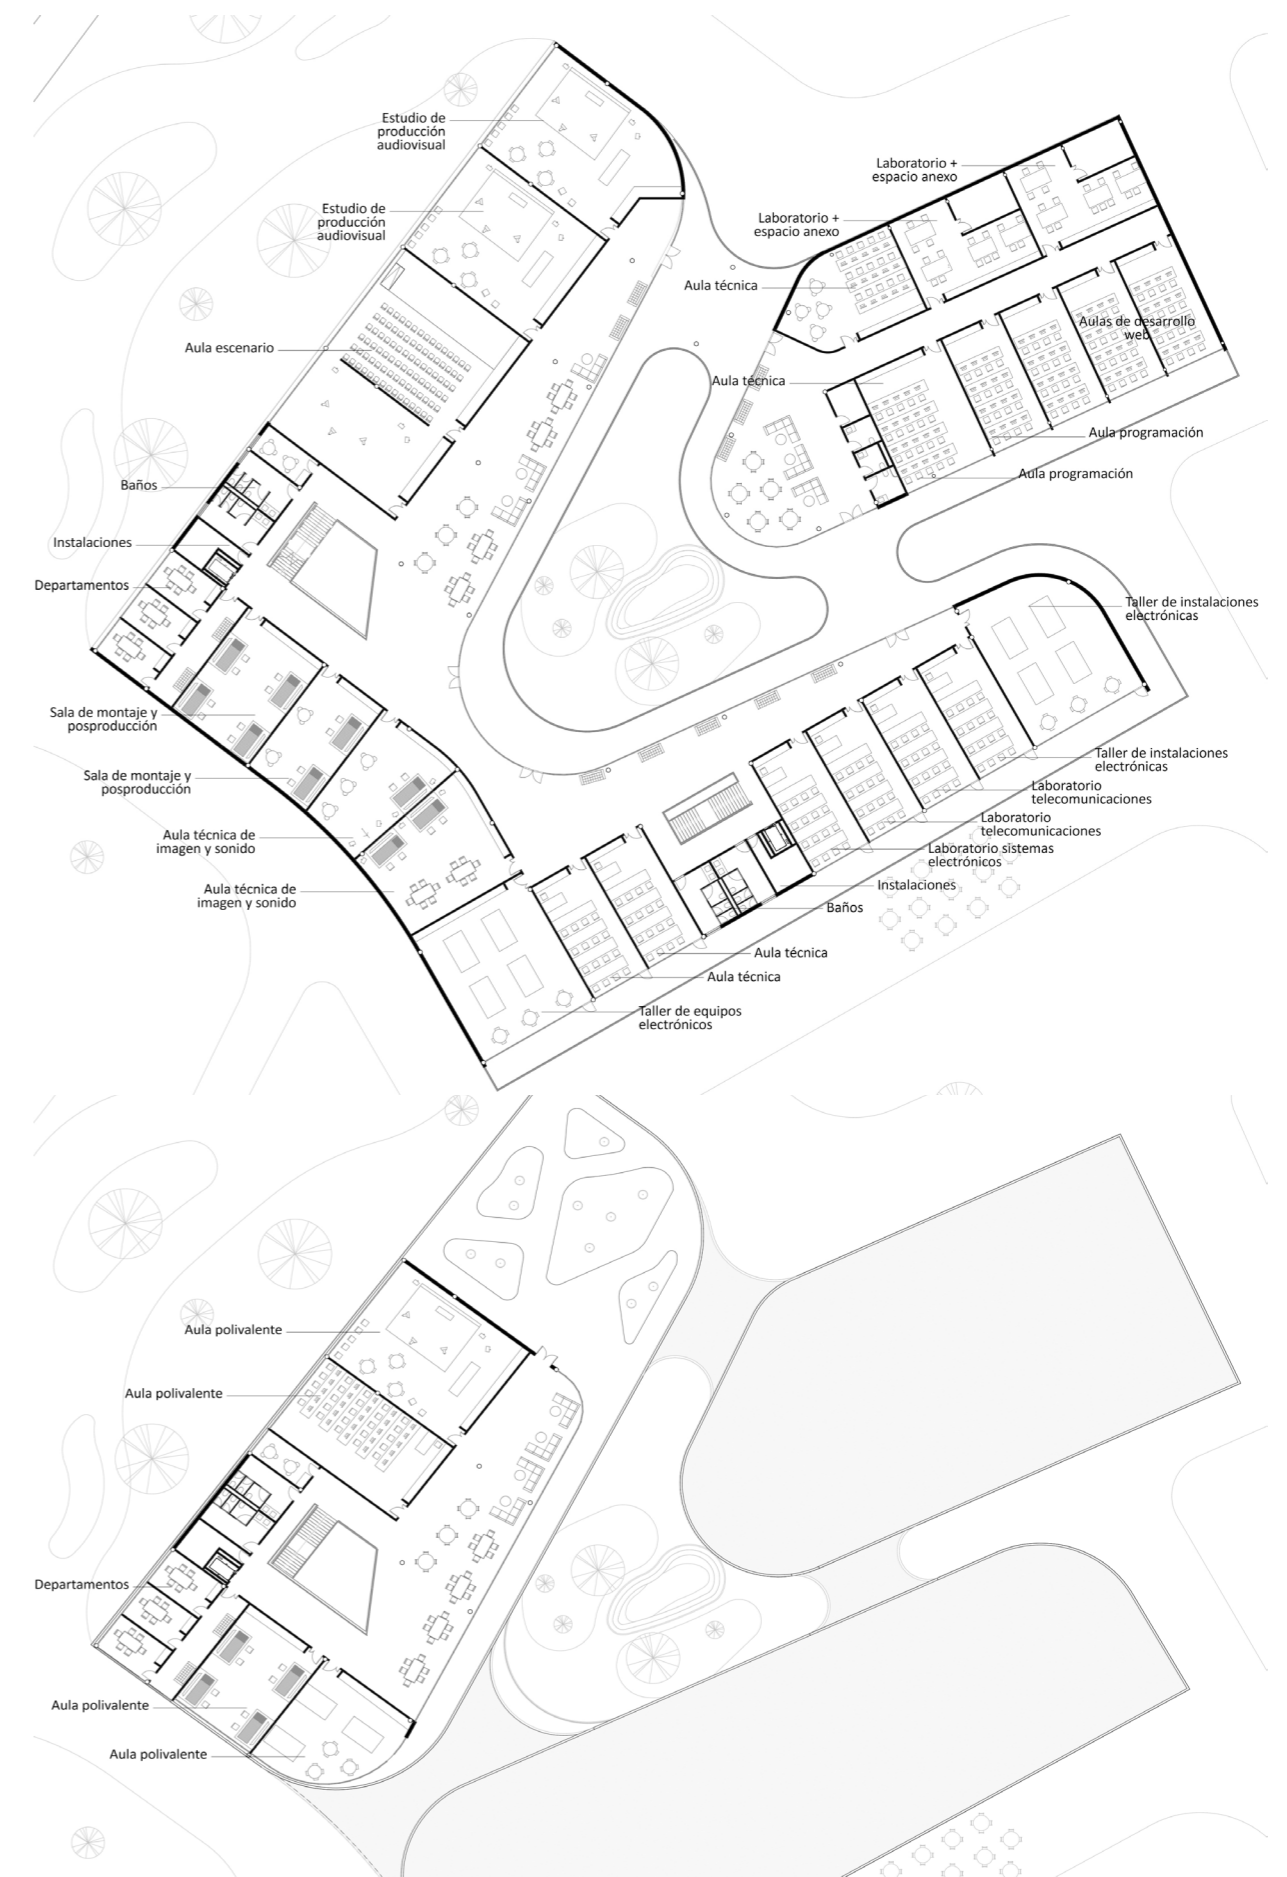 Estudio de
producción
audiovisual
Laboratorio +
espacio anexo
Estudio de
producción
audiovisual
Laboratorio +
espacio anexo
Aula técnica
Aulas de desarrollo
web
Aula escenario
Aula técnica
Aula programación
Aula programación
Baños
Instalaciones
Departamentos
Taller de instalaciones
electrónicas
Sala de montaje y
posproducción
Taller de instalaciones
electrónicas
Sala de montaje y
posproducción
Laboratorio
telecomunicaciones
Laboratorio
telecomunicaciones
Aula técnica de
imagen y sonido
Laboratorio sistemas
electrónicos
Aula técnica de
imagen y sonido
Instalaciones
Baños
Aula técnica
Aula técnica
Taller de equipos
electrónicos
Aula polivalente
Aula polivalente
Departamentos
Aula polivalente
Aula polivalente